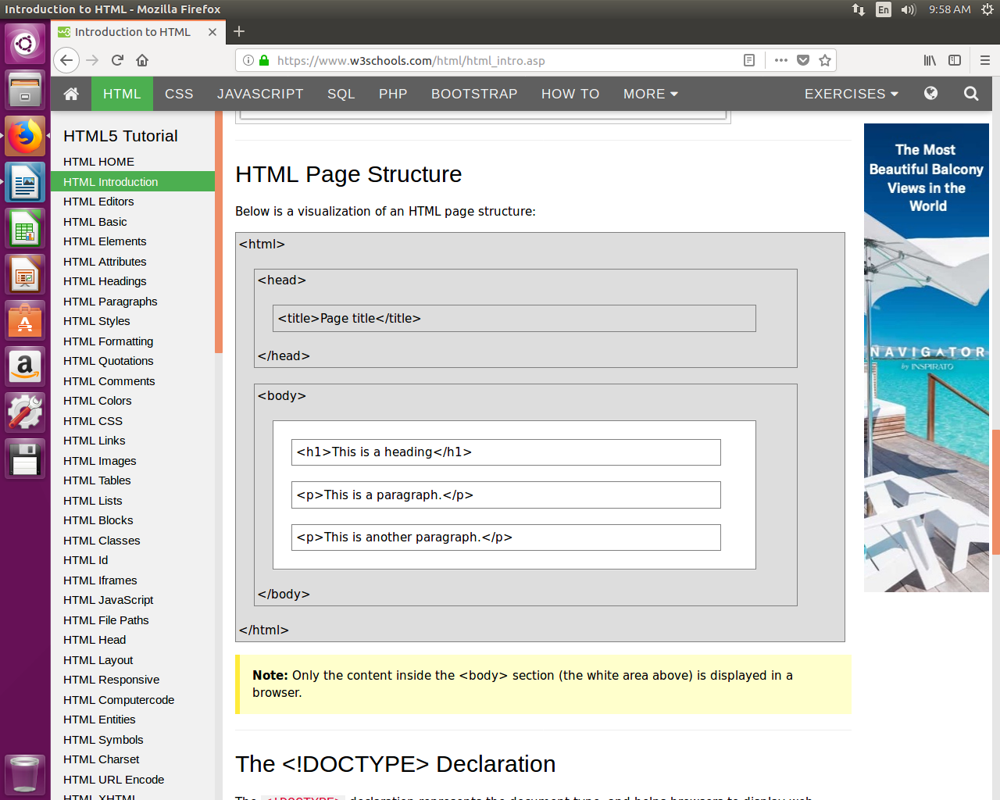 Introduction to HTML - Mozilla Firefox
En
9:58 AM
Introduction to HTML
https://www.w3schools.com/html/html_intro.asp
HTML CSS JAVASCRIPT SQL PHP BOOTSTRAP HOW TO MORE EXERCISES
HTML5 Tutorial
HTML HOME
HTML Introduction
HTML Editors
HTML Basic
HTML Elements
HTML Attributes
HTML Headings
HTML Paragraphs
HTML Styles
HTML Formatting
HTML Quotations
HTML Comments
HTML Colors
HTML CSS
HTML Links
HTML Images
HTML Tables
HTML Lists
HTML Blocks
HTML Classes
HTML Id
HTML Iframes
HTML JavaScript
HTML File Paths
HTML Head
HTML Layout
HTML Responsive
HTML Computercode
HTML Entities
HTML Symbols
HTML Charset
HTML URL Encode
HTML XHTML
HTML Page Structure
Below is a visualization of an HTML page structure:
<html>
<head>
<title>Page title</title>
</head>
<body>
<h1>This is a heading</h1>
<p>This is a paragraph.</p>
<p>This is another paragraph.</p>
</body>
</html>
Note: Only the content inside the <body> section (the white area above) is displayed in a
browser.
The <!DOCTYPE> Declaration
The <!DOCTYPE> declaration represents the document type, and helps browsers to display web
The Most
Beautiful Balcony
Views in the
World
NAVIGATOR
by INSPIRATO